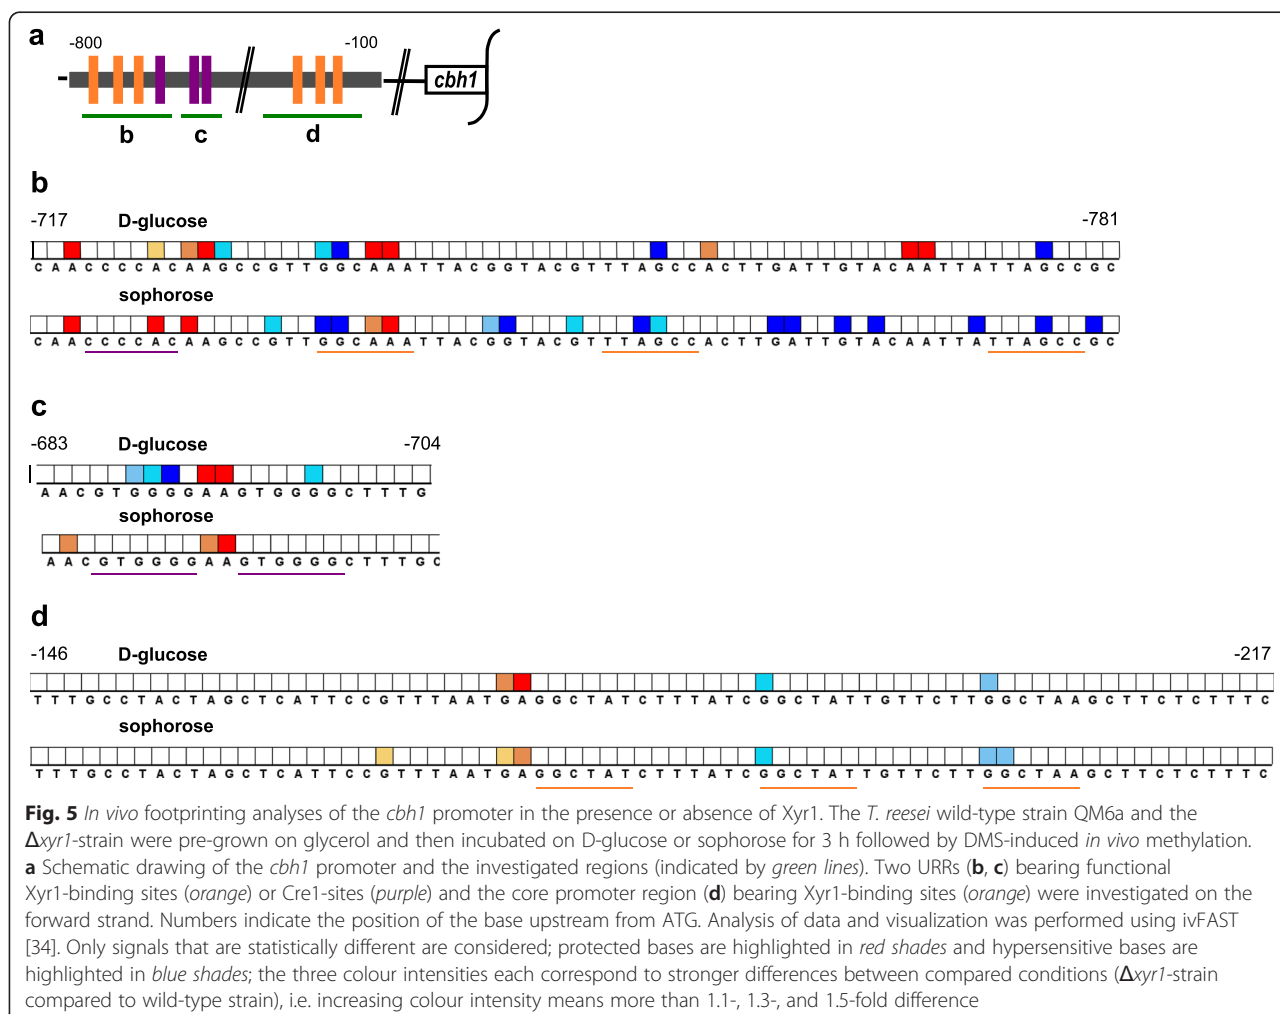 a
-800 -100
cbh1
b c d
b
-717 D-glucose -781
C A A C C C C A C A A G C C G T T G G C A A A T T A C G G T A C G T T T A G C C A C T T G A T T G T A C A A T T A T T A G C C G C
sophorose
C A A C C C C A C A A G C C G T T G G C A A A T T A C G G T A C G T T T A G C C A C T T G A T T G T A C A A T T A T T A G C C G C
c
-683 D-glucose -704
A A C G T G G G G A A G T G G G G C T T T G
sophorose
A A C G T G G G G A A G T G G G G C T T T G C
d
-146 D-glucose -217
T T T G C C T A C T A G C T C A T T C C G T T T A A T G A G G C T A T C T T T A T C G G C T A T T G T T C T T G G C T A A G C T T C T C T T T C
sophorose
T T T G C C T A C T A G C T C A T T C C G T T T A A T G A G G C T A T C T T T A T C G G C T A T T G T T C T T G G C T A A G C T T C T C T T T C
Fig. 5 In vivo footprinting analyses of the cbh1 promoter in the presence or absence of Xyr1. The T. reesei wild-type strain QM6a and the
Δxyr1-strain were pre-grown on glycerol and then incubated on D-glucose or sophorose for 3 h followed by DMS-induced in vivo methylation.
a Schematic drawing of the cbh1 promoter and the investigated regions (indicated by green lines). Two URRs (b, c) bearing functional
Xyr1-binding sites (orange) or Cre1-sites (purple) and the core promoter region (d) bearing Xyr1-binding sites (orange) were investigated on the
forward strand. Numbers indicate the position of the base upstream from ATG. Analysis of data and visualization was performed using ivFAST
[34]. Only signals that are statistically different are considered; protected bases are highlighted in red shades and hypersensitive bases are
highlighted in blue shades; the three colour intensities each correspond to stronger differences between compared conditions (Δxyr1-strain
compared to wild-type strain), i.e. increasing colour intensity means more than 1.1-, 1.3-, and 1.5-fold difference